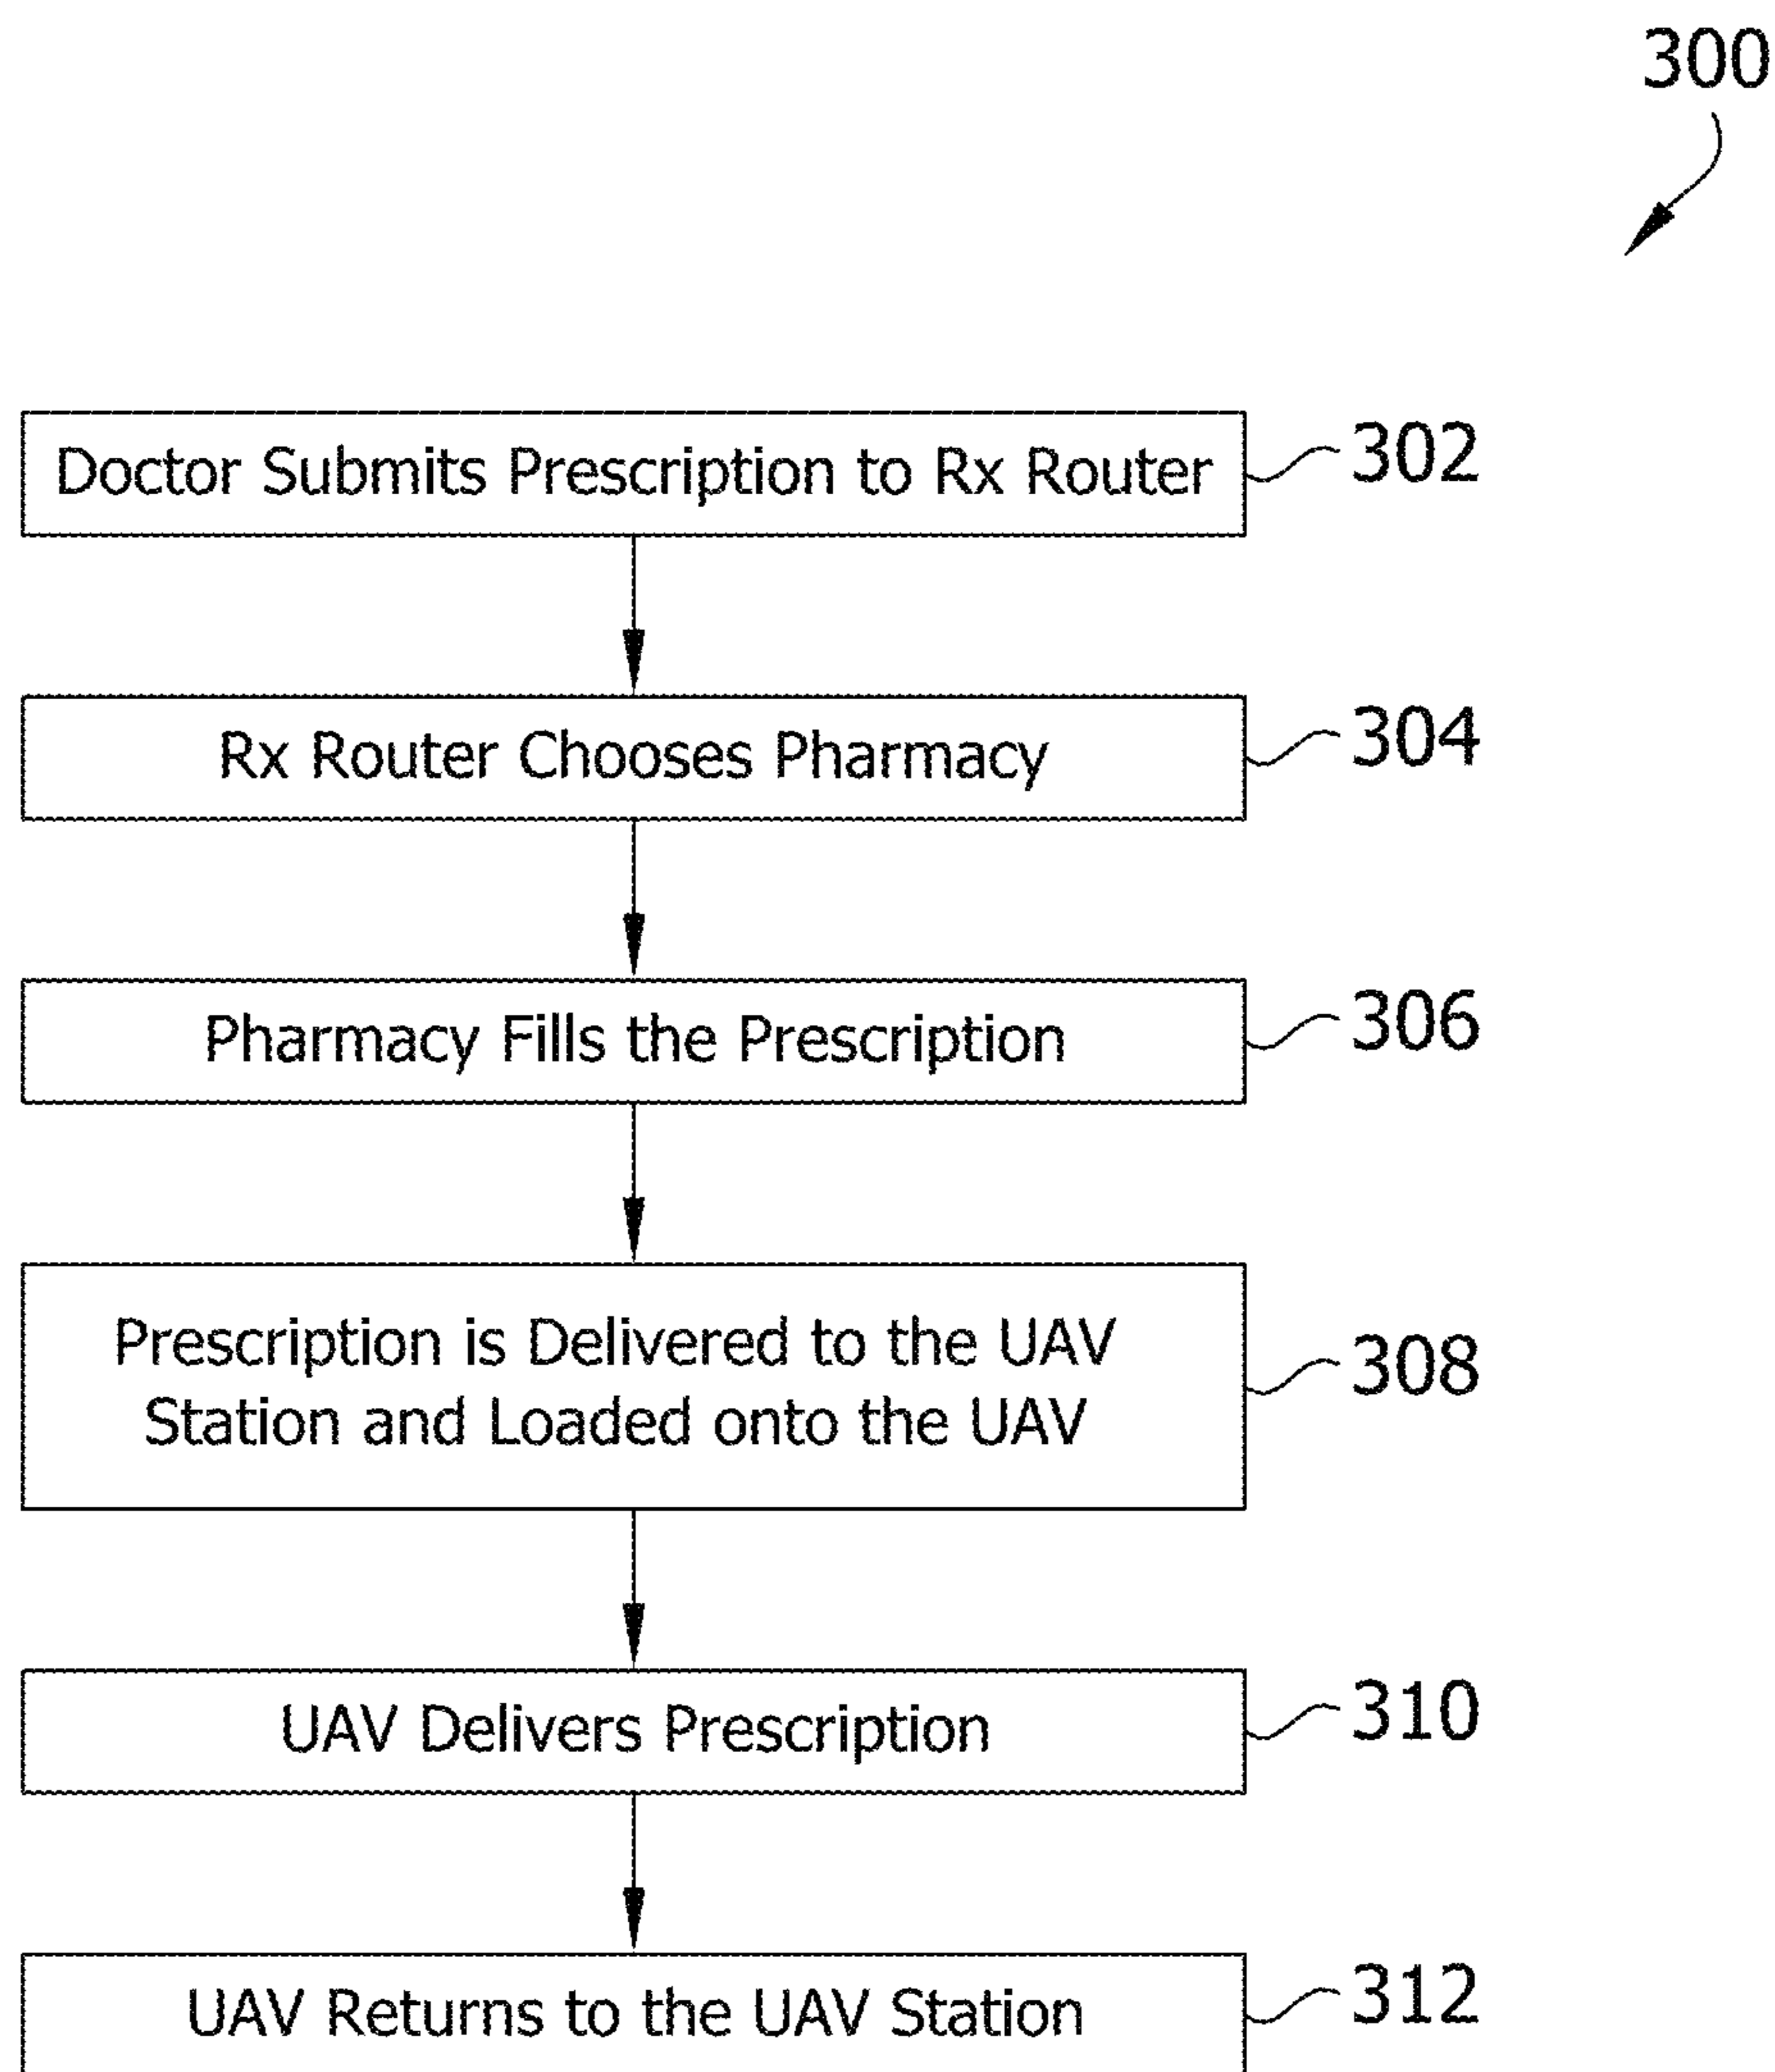 300
Doctor Submits Prescription to Rx Router
302
Rx Router Chooses Pharmacy
304
Pharmacy Fills the Prescription
306
Prescription is Delivered to the UAV
Station and Loaded onto the UAV
308
UAV Delivers Prescription
310
UAV Returns to the UAV Station
312